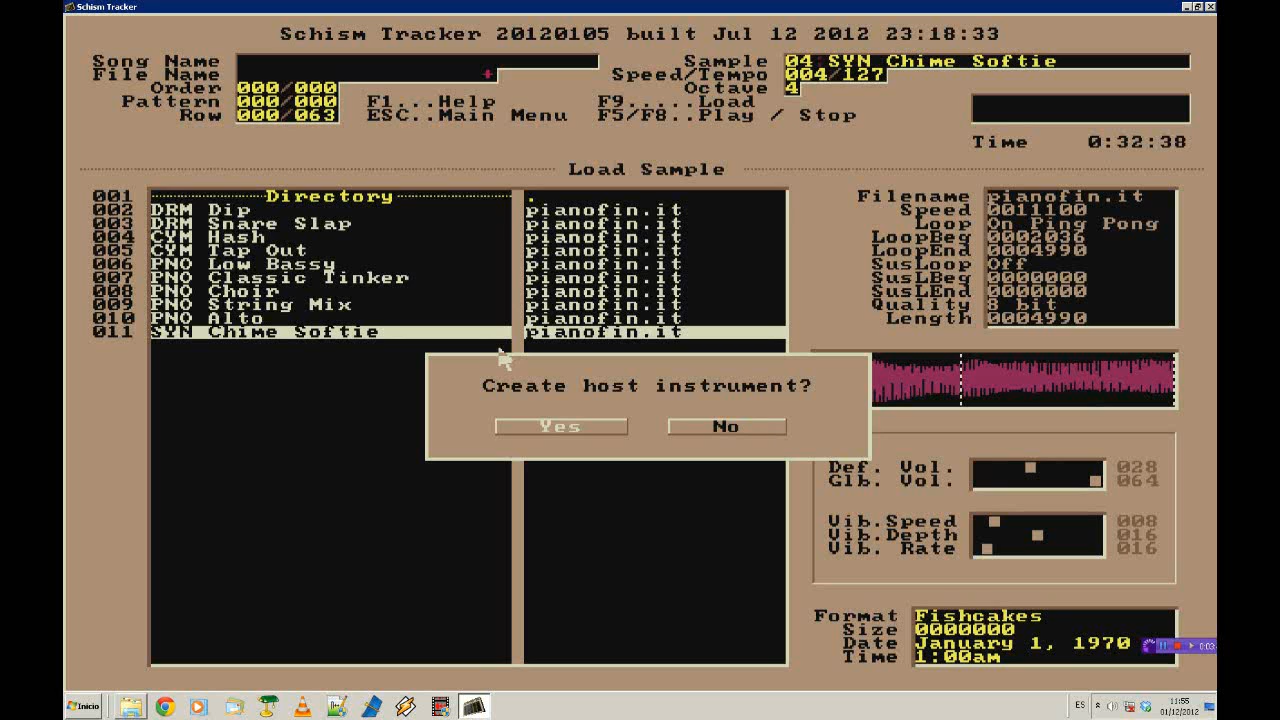 Schism Tracker
Schism Tracker 20120105 built Jul 12 2012 23:18:33
Song Name
File Name
Order 000/000
Pattern 000/000
Row 000/063
F1...Help
ESC..Main Menu
F9.....Load
F5/F8..Play / Stop
Sample 04 SYN Chime Softie
Speed/Tempo 004/127
Octave 4
Time 0:32:38
Load Sample
001 Directory .
002 DRM Dip pianofin.it
003 DRM Snare Slap pianofin.it
004 CYM Hash pianofin.it
005 CYM Tap Out pianofin.it
006 PNO Low Bassy pianofin.it
007 PNO Classic Tinker pianofin.it
008 PNO Choir pianofin.it
009 PNO String Mix pianofin.it
010 PNO Alto pianofin.it
011 SYN Chime Softie pianofin.it
Filename pianofin.it
Speed 0011100
Loop On Ping Pong
LoopBeg 0002036
LoopEnd 0004990
SusLoop Off
SusLBeg 0000000
SusLEnd 0000000
Quality 8 bit
Length 0004990
Create host instrument?
Yes No
Def. Vol. 028
Glb. Vol. 064
Vib.Speed 008
Vib.Depth 016
Vib. Rate 016
Format Fishcakes
Size 0000000
Date January 1, 1970
Time 1:00am
0:03
Inicio
ES
11:55
01/12/2012